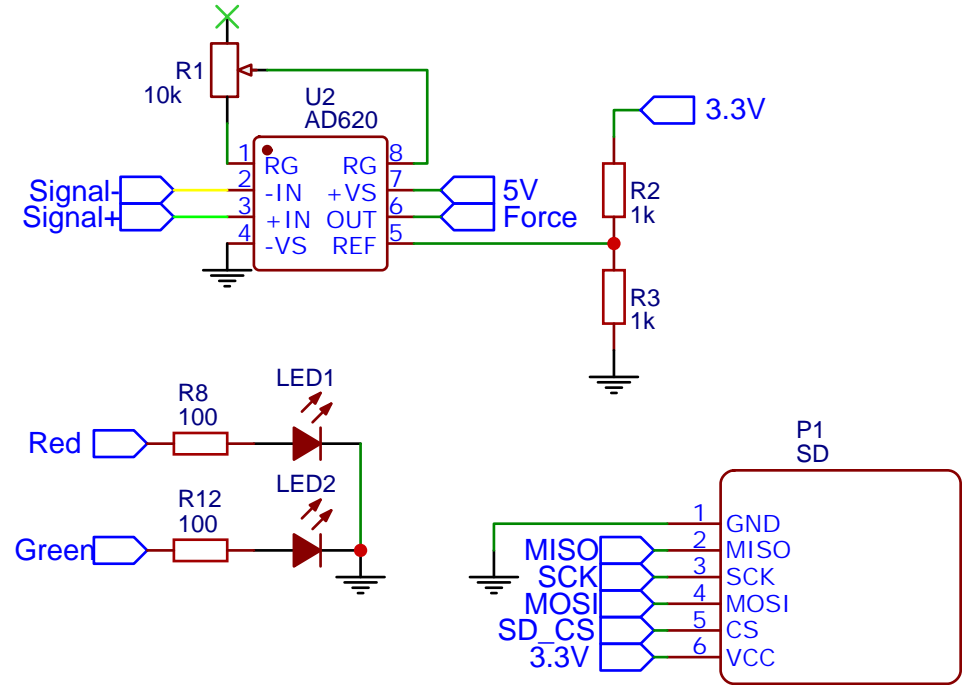 R1
10k
U2
AD620
1 RG
2 -IN
3 +IN
4 -VS
RG 8
+VS 7
OUT 6
REF 5
Signal-
Signal+
5V
Force
3.3V
R2
1k
R3
1k
LED1
R8
100
Red
LED2
R12
100
Green
P1
SD
1 GND
MISO 2 MISO
SCK 3 SCK
MOSI 4 MOSI
SD_CS 5 CS
3.3V 6 VCC